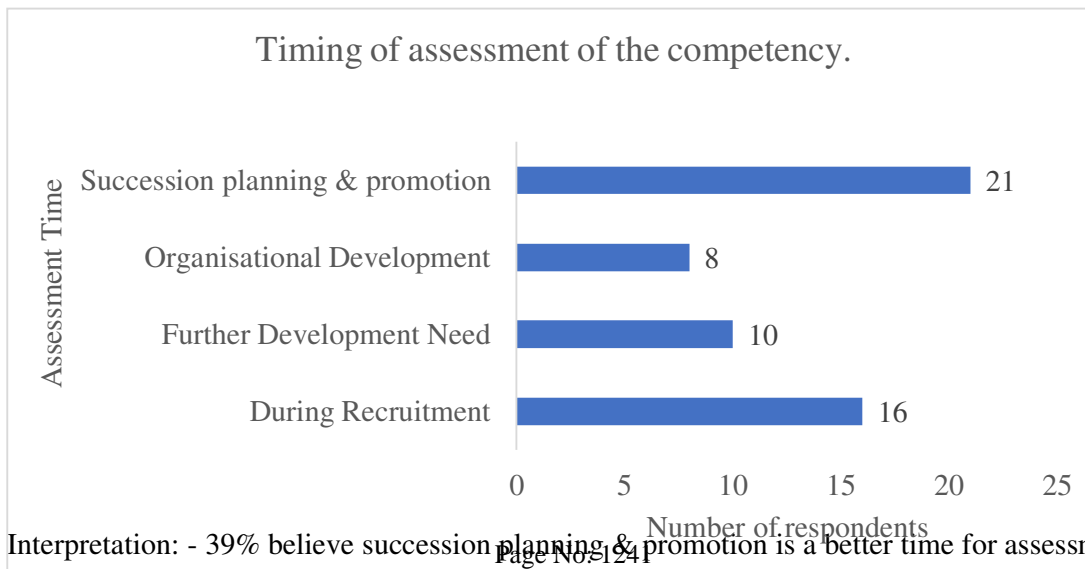 Timing of assessment of the competency.
Assessment Time
Succession planning & promotion
21
Organisational Development
8
Further Development Need
10
During Recruitment
16
0 5 10 15 20 25
Number of respondents
Interpretation: - 39% believe succession planning & promotion is a better time for
Page No: 1241